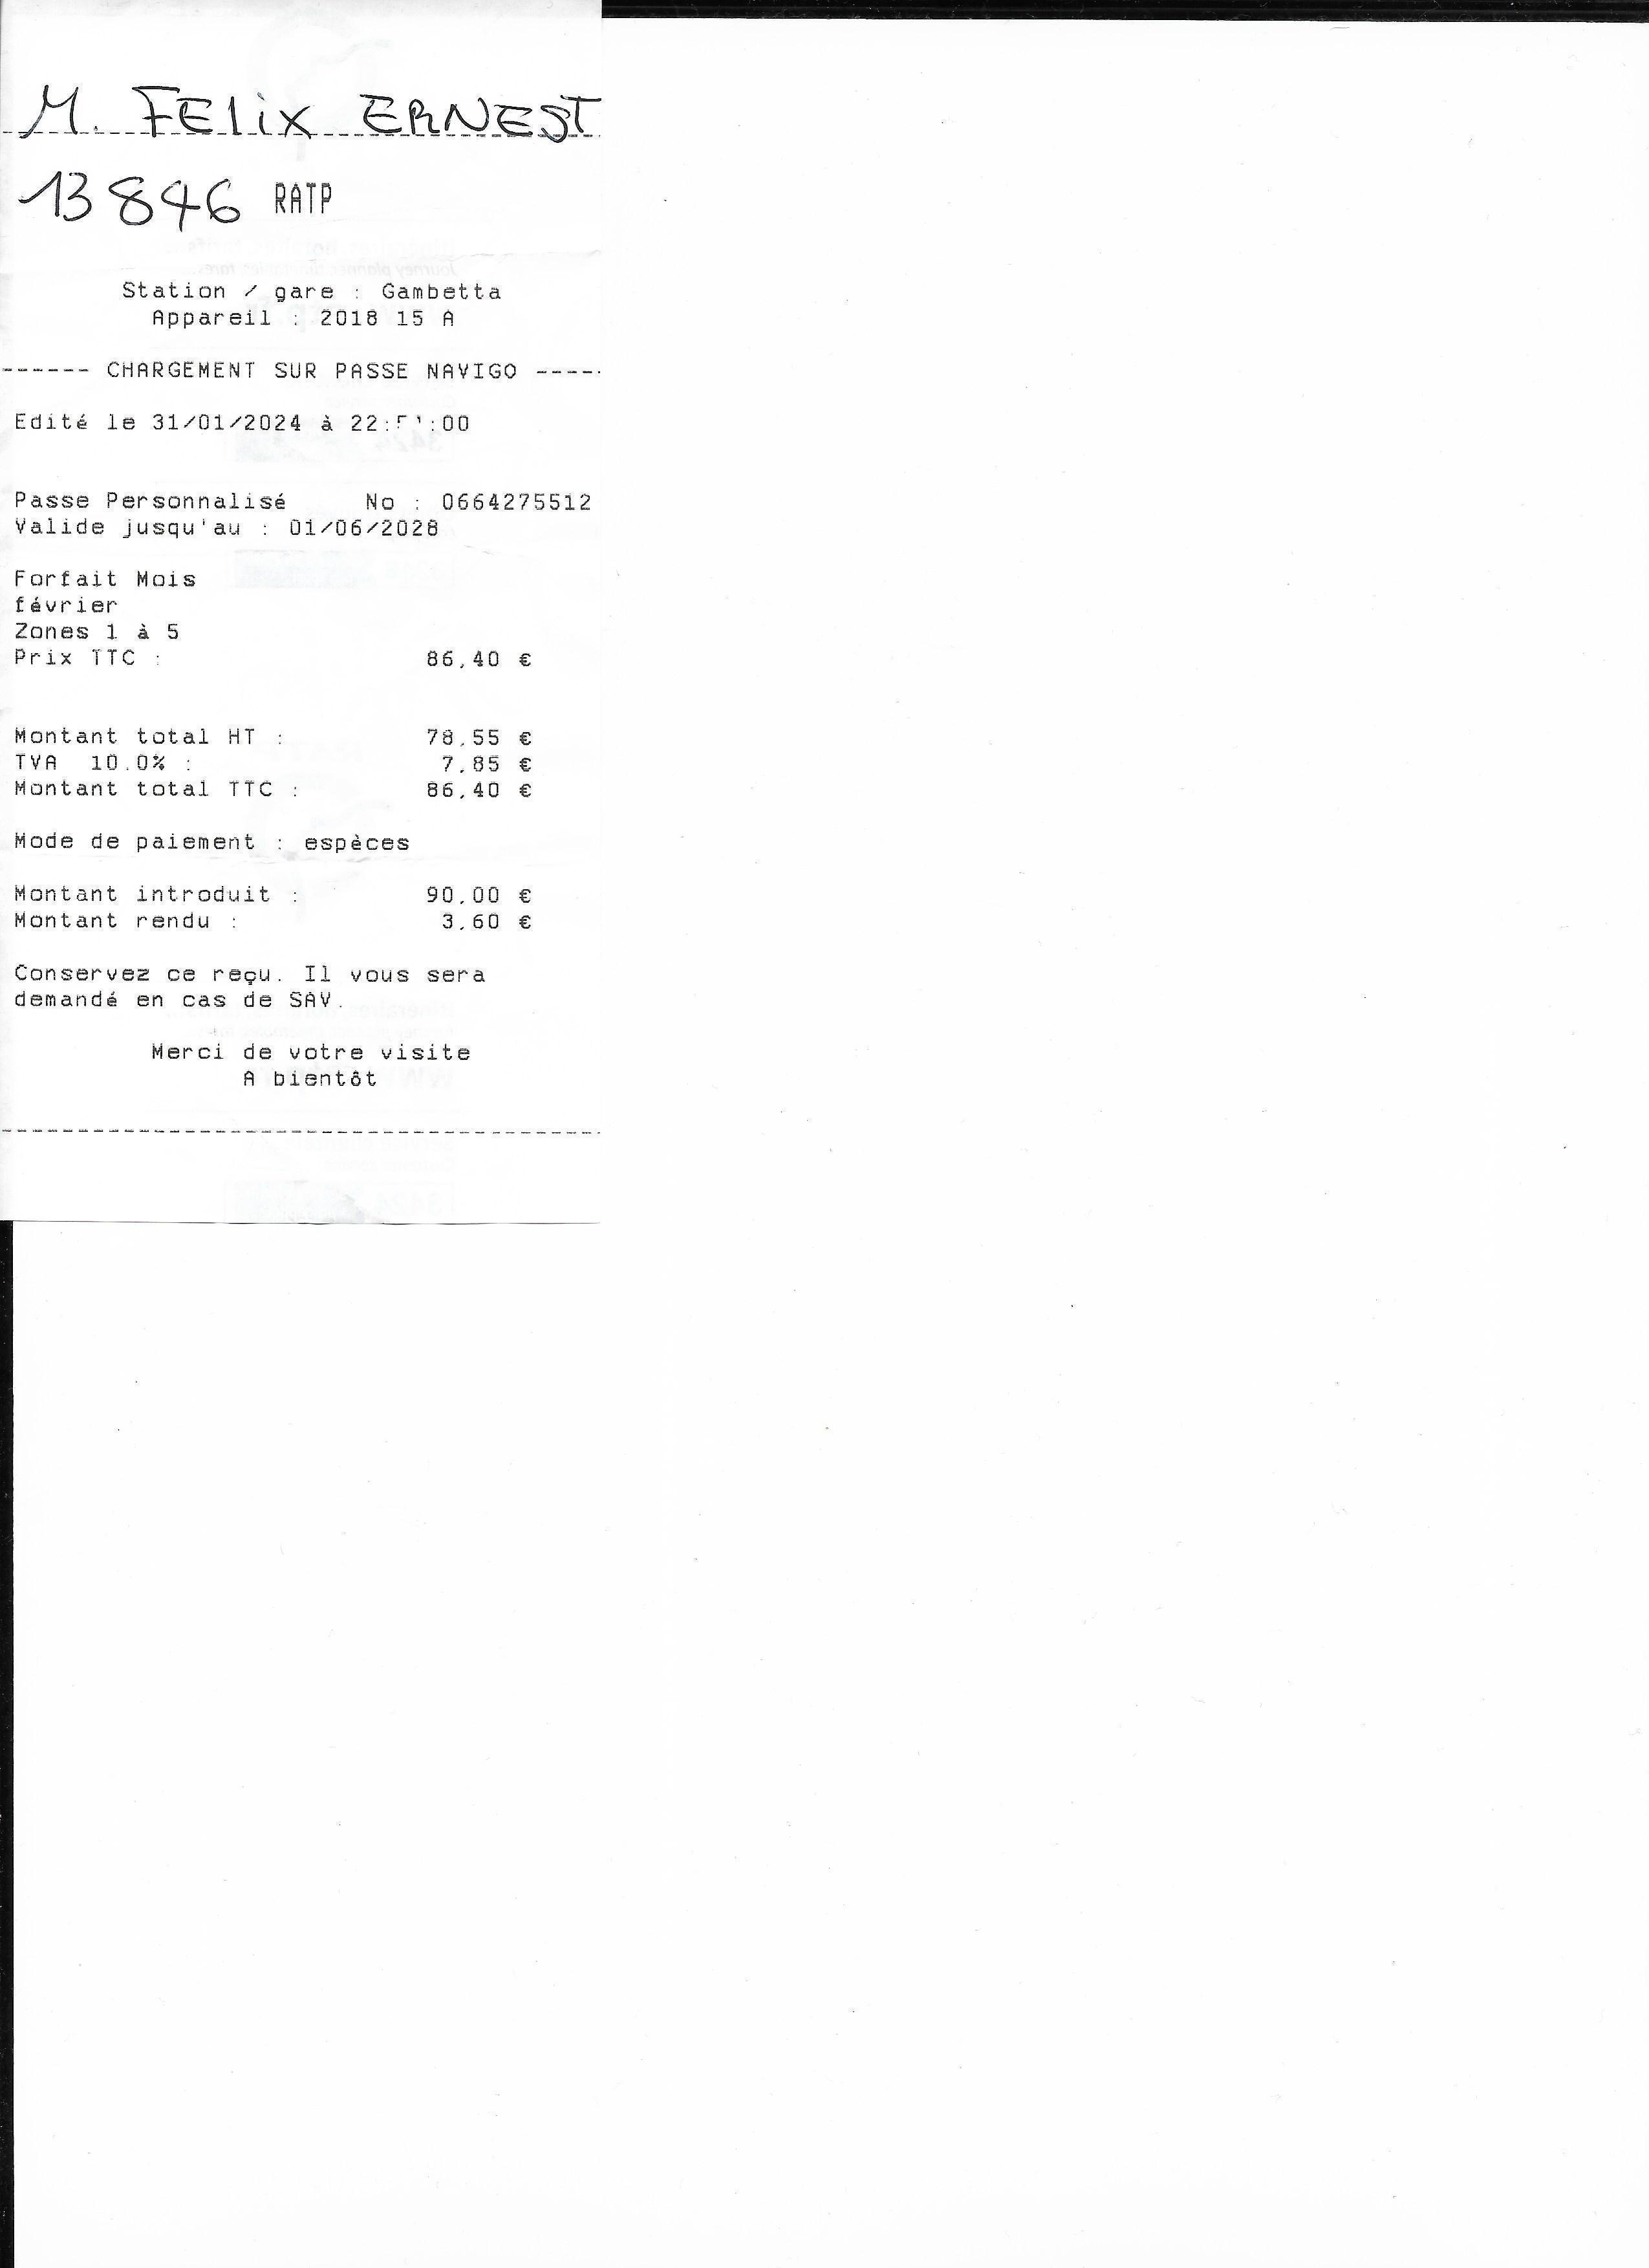 M. FELix ERNEST
13846 RATP
Station / gare : Gambetta
Appareil : 2018 15 A
------ CHARGEMENT SUR PASSE NAVIGO -----
Edité le 31/01/2024 à
Passe Personnalisé No : 0664275512
Valide jusqu'au : 01/06/2028
Forfait Mois
février
Zones 1 à 5
Prix TTC : 86,40 €
Montant total HT : 78,55 €
TVA 10.0% : 7,85 €
Montant total TTC : 86,40 €
Mode de paiement : espèces
Montant introduit : 90,00 €
Montant rendu : 3,60 €
Conservez ce reçu. Il vous sera
demandé en cas de SAV.
Merci de votre visite
A bientôt